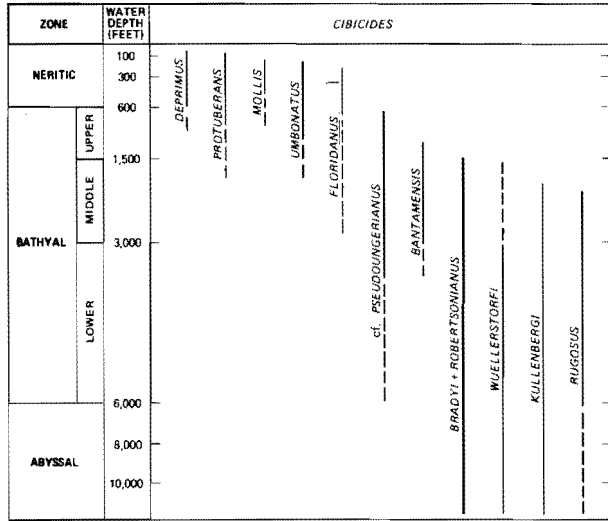 ZONE
WATER
DEPTH
(FEET)
CIBICIDES
NERITIC
BATHYAL
UPPER
MIDDLE
LOWER
ABYSSAL
100
300
600
1,500
3,000
6,000
8,000
10,000
DEPRIMUS
PROTUBERANS
MOLLIS
UMBONATUS
FLORIDANUS
cf. PSEUDOUNGERIANUS
BANTAMENSIS
BRADYI + ROBERTSONIANUS
WUELLERSTORFI
KULLENBERGI
RUGOSUS